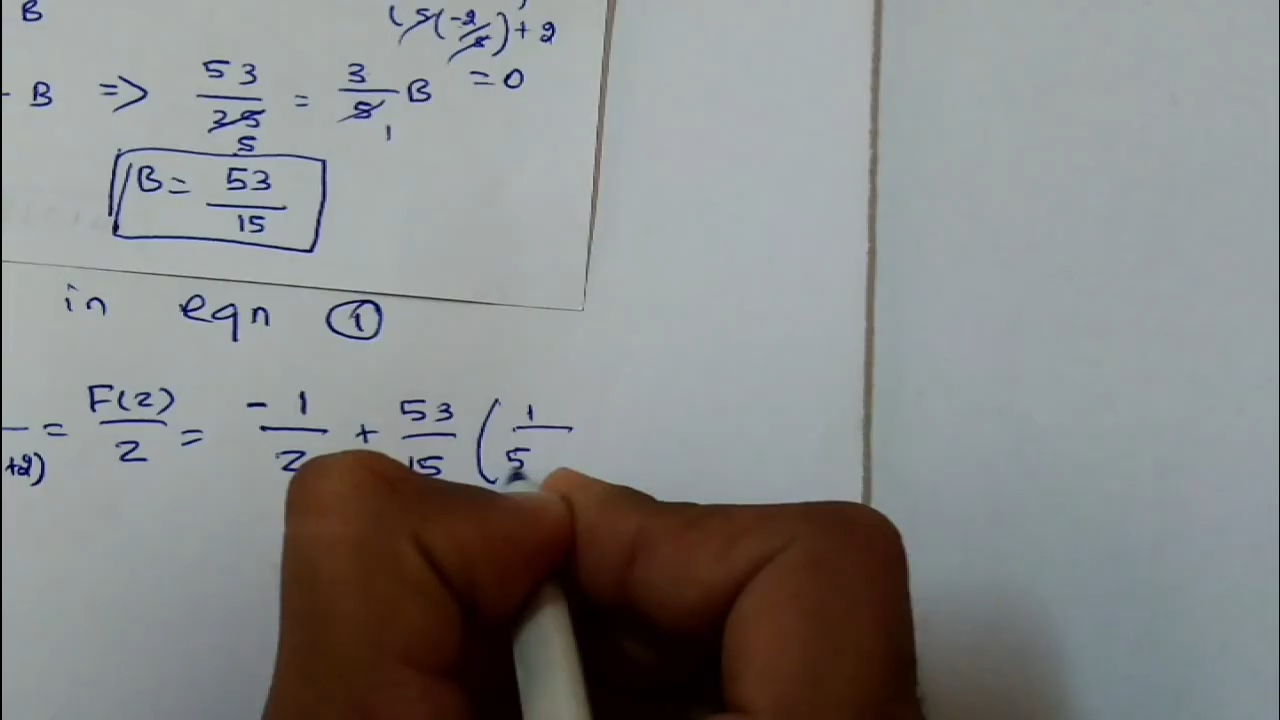 B
(5(-2/5)+2
- B => 53/25 = 3/5 B = 0
5 1
B = 53/15
in eqn ①
+2) = F(z)/z = -1/z + 53/15 ( 1/5